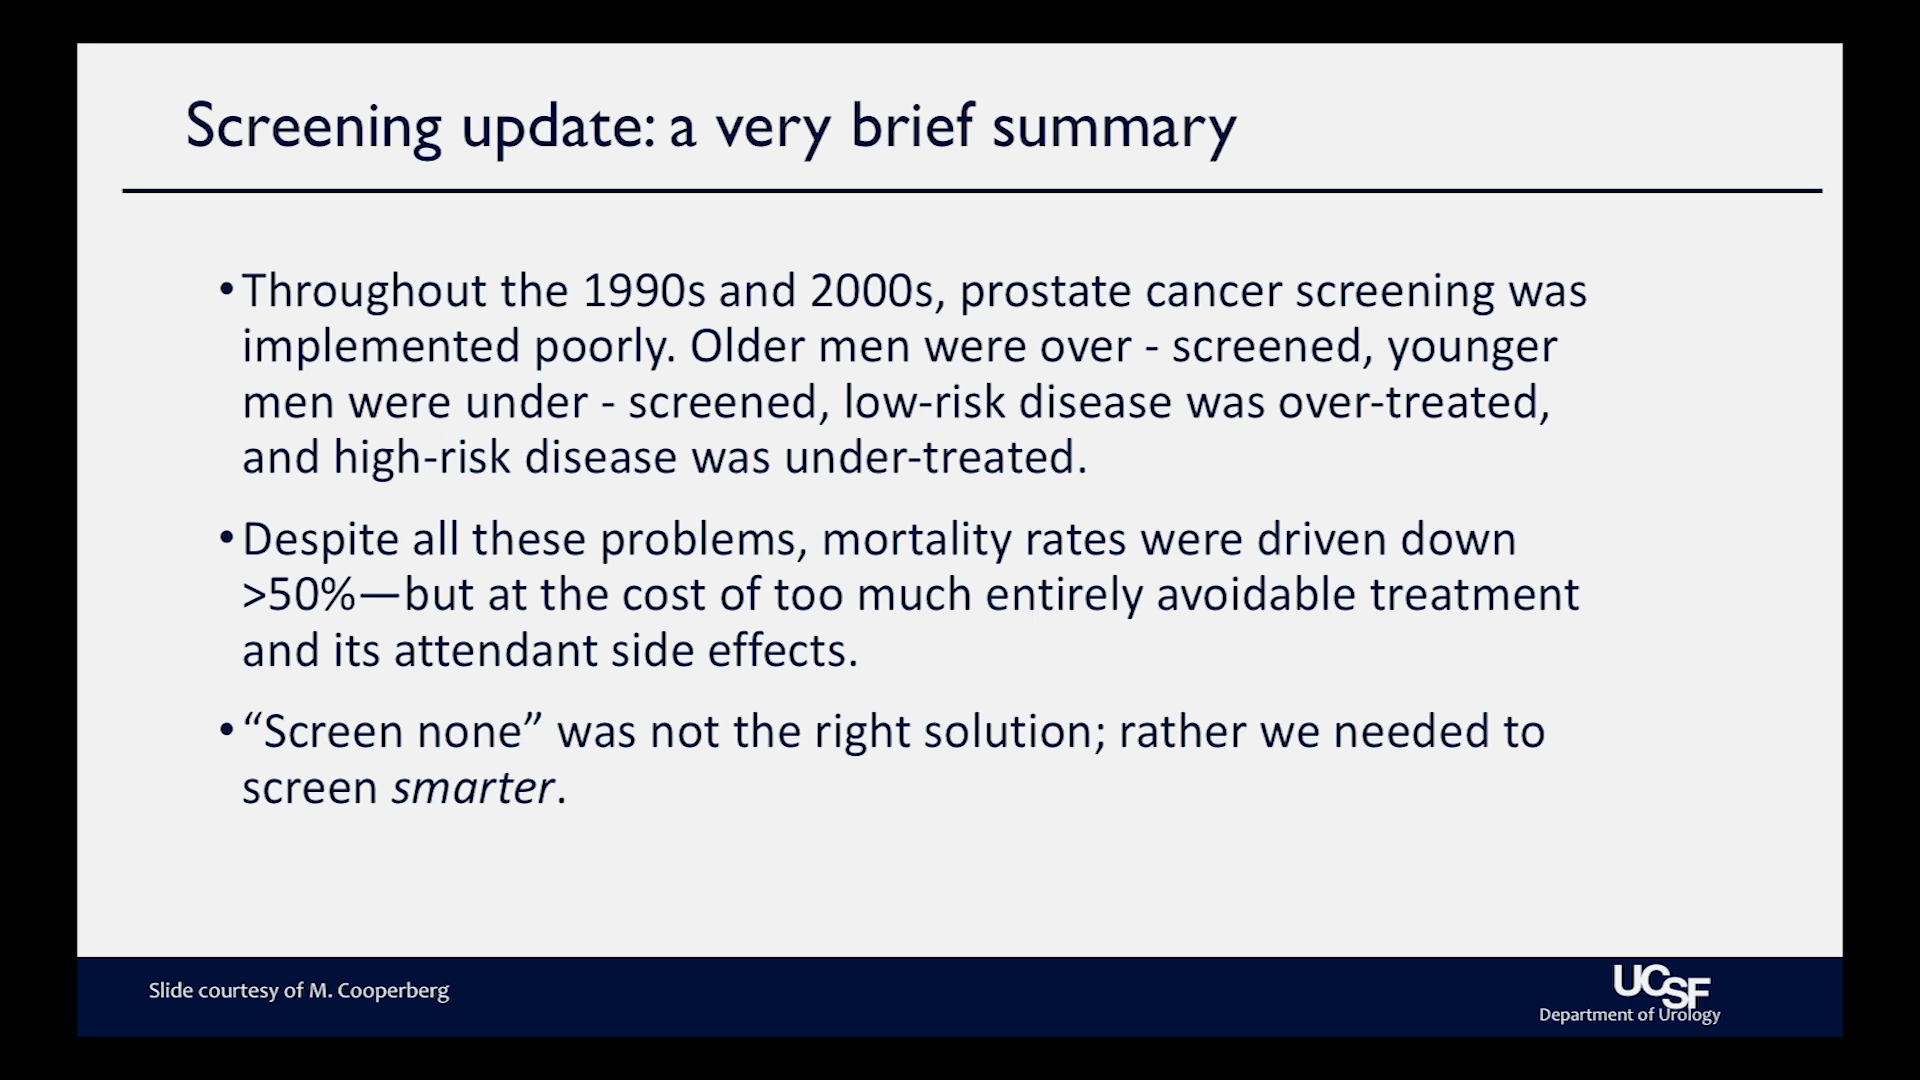 Screening update: a very brief summary
•Throughout the 1990s and 2000s, prostate cancer screening was
implemented poorly. Older men were over - screened, younger
men were under - screened, low-risk disease was over-treated,
and high-risk disease was under-treated.
•Despite all these problems, mortality rates were driven down
>50%—but at the cost of too much entirely avoidable treatment
and its attendant side effects.
•“Screen none” was not the right solution; rather we needed to
screen smarter.
Slide courtesy of M. Cooperberg
UCSF
Department of Urology